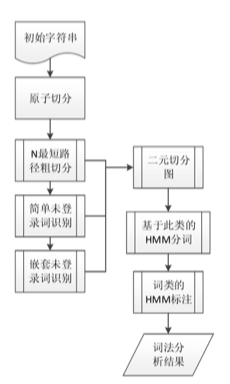 初始字符串
原子切分
N最短路
径粗切分
简单未登
录词识别
嵌套未登
录词识别
二元切分
图
基于此类的
HMM分词
词类的
HMM标注
词法分
析结果